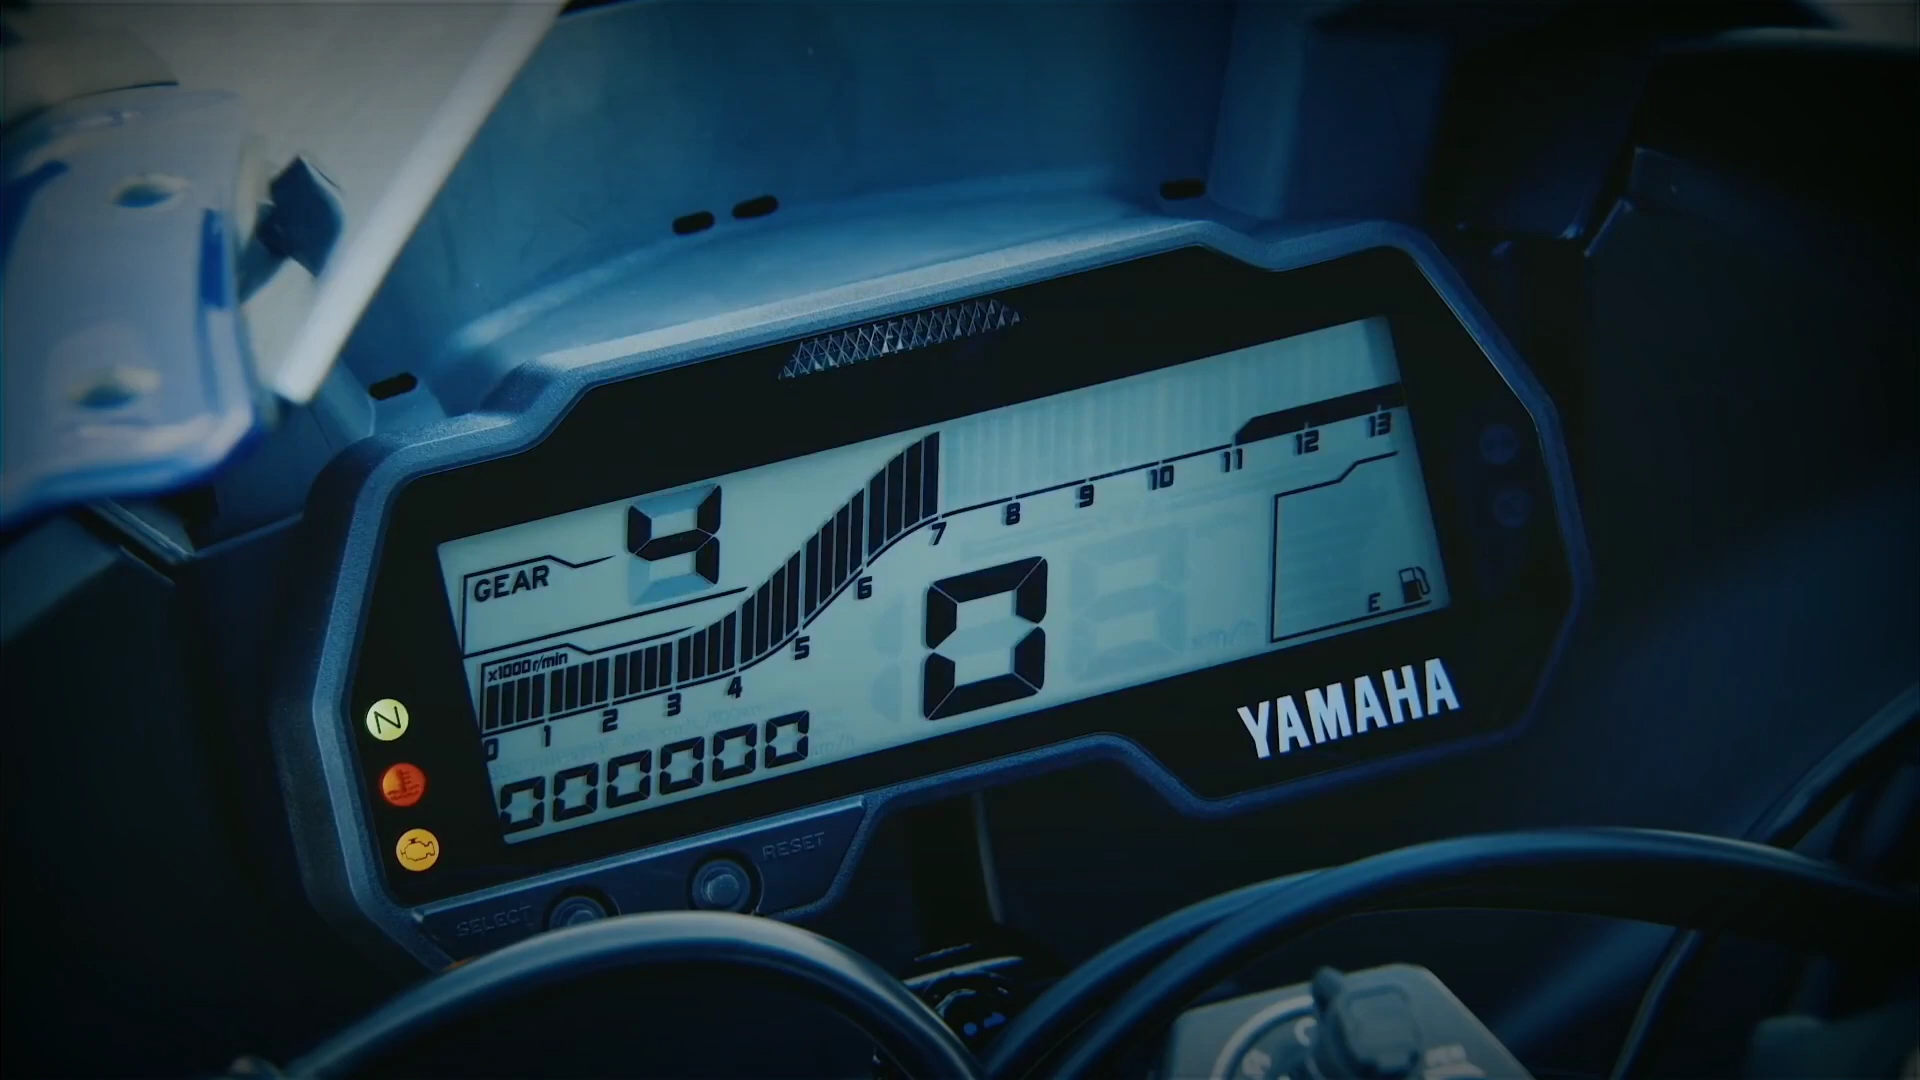 GEAR 4
x1000 r/min
0 1 2 3 4 5 6 7 8 9 10 11 12 13
000000
0
E
N
YAMAHA
SELECT
RESET